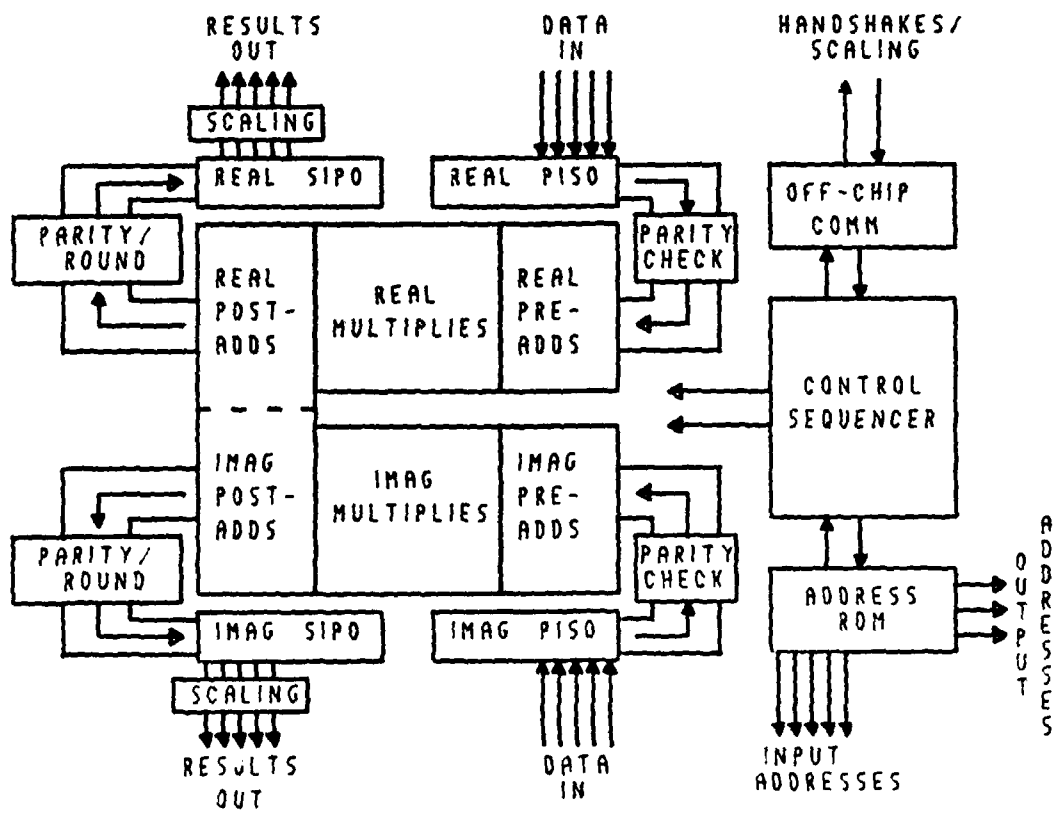 RESULTS
OUT
DATA
IN
HANDSHAKES/
SCALING
SCALING
REAL SIPO
REAL PISO
OFF-CHIP
COMM
PARITY/
ROUND
PARITY
CHECK
REAL
POST-
ADDS
REAL
MULTIPLIES
REAL
PRE-
ADDS
CONTROL
SEQUENCER
IMAG
POST-
ADDS
IMAG
MULTIPLIES
IMAG
PRE-
ADDS
PARITY/
ROUND
PARITY
CHECK
ADDRESS
ROM
OUTPUT
ADDRESSES
IMAG SIPO
IMAG PISO
SCALING
RESULTS
OUT
DATA
IN
INPUT
ADDRESSES